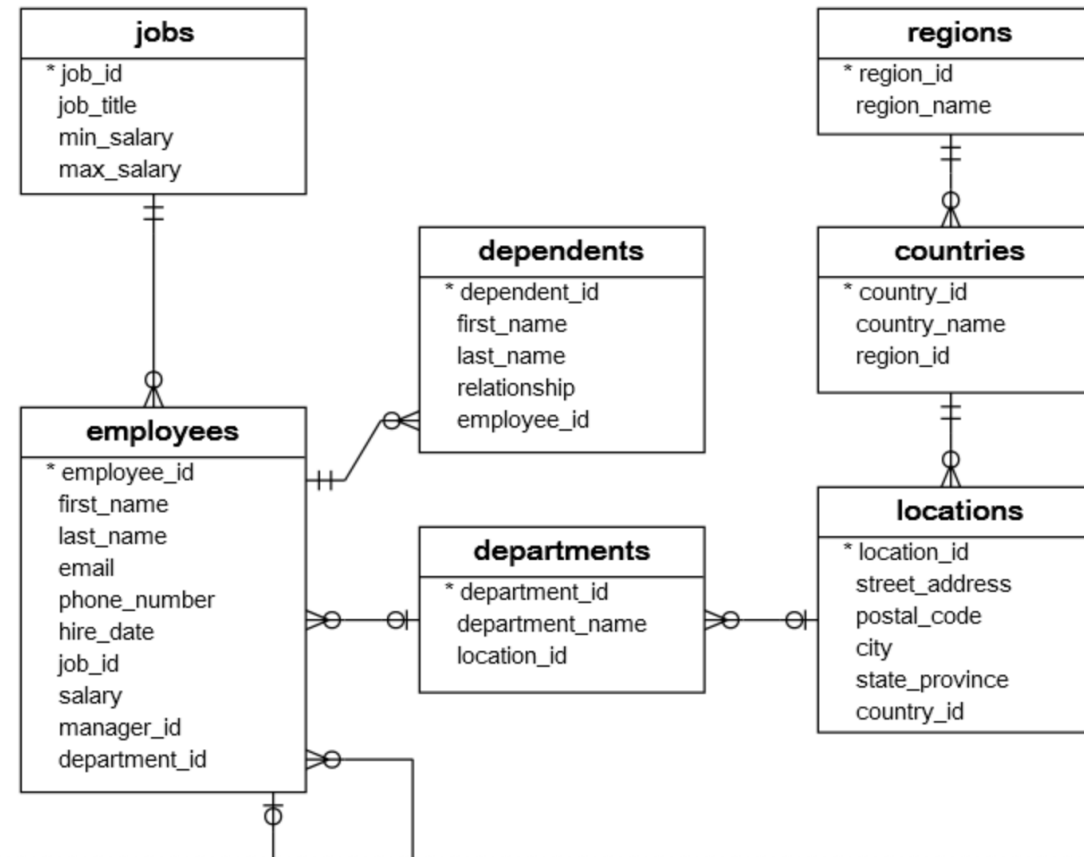 jobs
* job_id
job_title
min_salary
max_salary
regions
* region_id
region_name
dependents
* dependent_id
first_name
last_name
relationship
employee_id
countries
* country_id
country_name
region_id
employees
* employee_id
first_name
last_name
email
phone_number
hire_date
job_id
salary
manager_id
department_id
departments
* department_id
department_name
location_id
locations
* location_id
street_address
postal_code
city
state_province
country_id